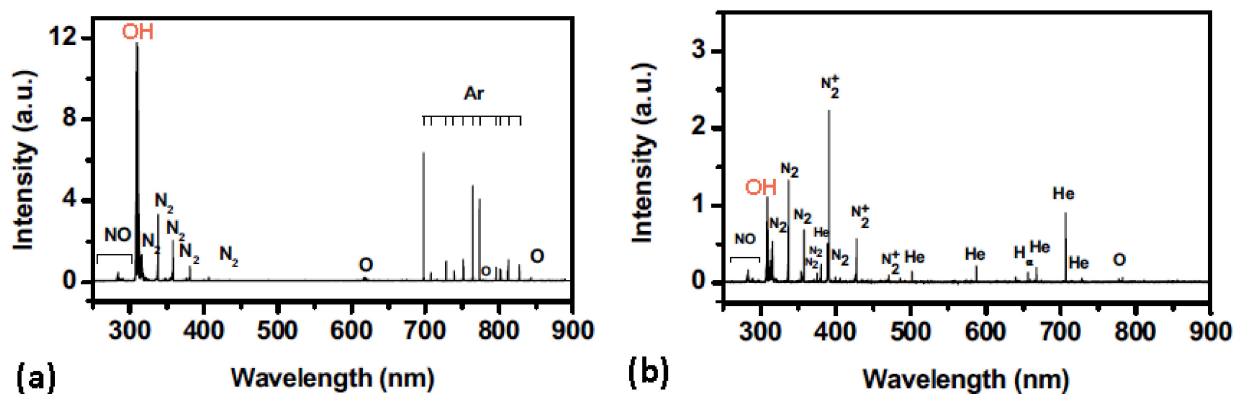 12
8
4
0
Intensity (a.u.)
OH
NO
N2
N2
N2
N2
N2
O
Ar
O
O
300 400 500 600 700 800 900
Wavelength (nm)
(a)
3
2
1
0
Intensity (a.u.)
NO
OH
N2
N2
N2
N2
N2
He
N2+
N2
N2+
N2+
He
He
Hα
He
He
He
O
300 400 500 600 700 800 900
Wavelength (nm)
(b)